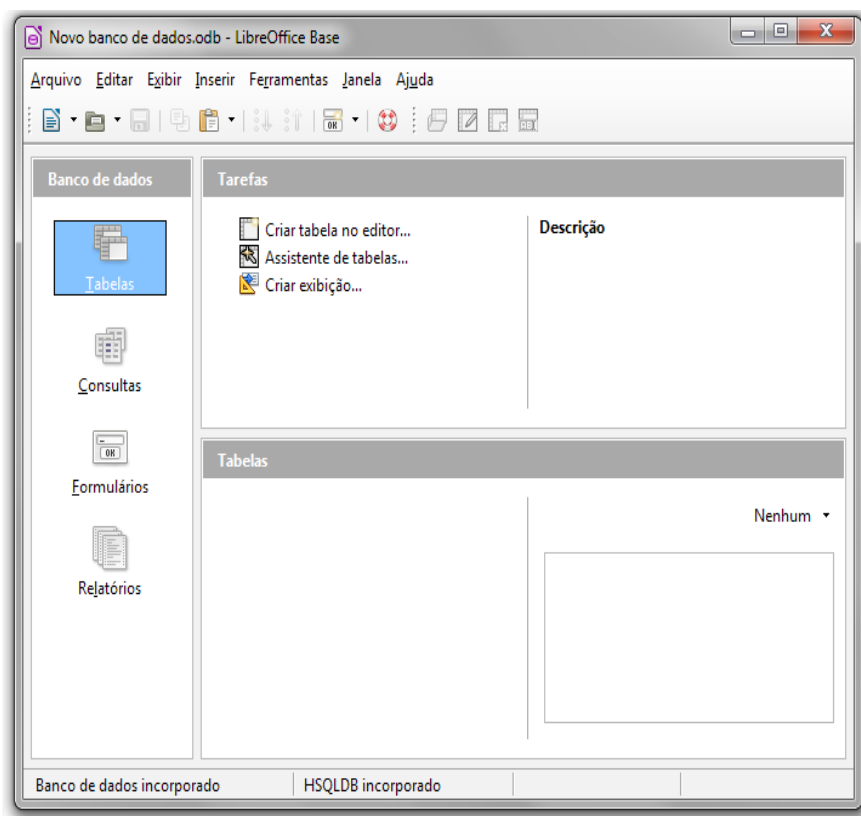 Novo banco de dados.odb - LibreOffice Base
Arquivo Editar Exibir Inserir Ferramentas Janela Ajuda
Banco de dados
Tarefas
Tabelas
Consultas
Formulários
Relatórios
Criar tabela no editor...
Assistente de tabelas...
Criar exibição...
Descrição
Tabelas
Nenhum
Banco de dados incorporado
HSQLDB incorporado